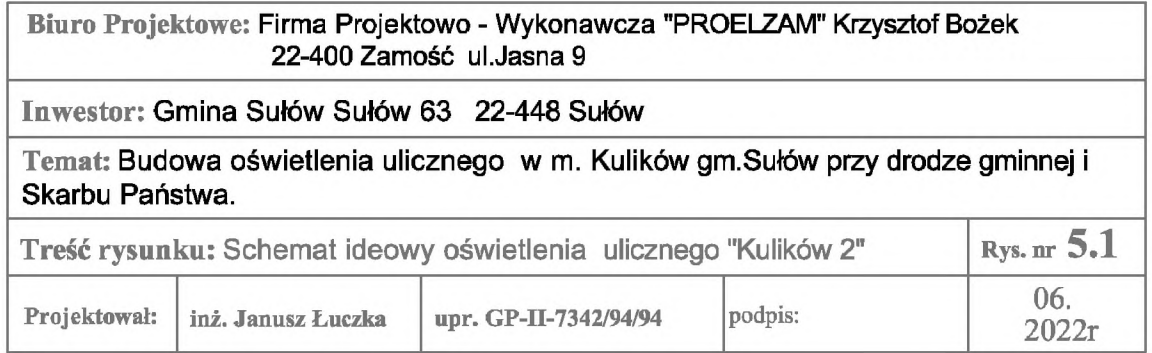 Biuro Projektowe: Firma Projektowo - Wykonawcza "PROELZAM" Krzysztof Bożek
22-400 Zamość ul.Jasna 9
Inwestor: Gmina Sułów Sułów 63 22-448 Sułów
Temat: Budowa oświetlenia ulicznego w m. Kulików gm.Sułów przy drodze gminnej i
Skarbu Państwa.
Treść rysunku: Schemat ideowy oświetlenia ulicznego "Kulików 2" Rys. nr 5.1
Projektował: inż. Janusz Łuczka upr. GP-II-7342/94/94 podpis: 06.
2022r